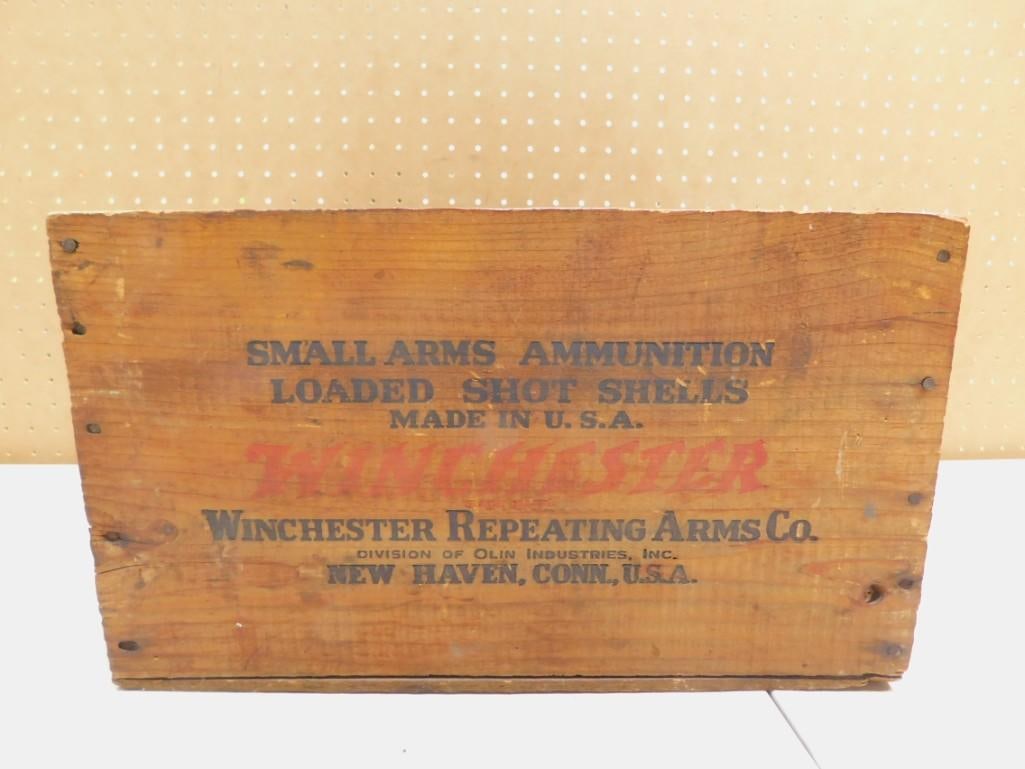 SMALL ARMS AMMUNITION
LOADED SHOT SHELLS
MADE IN U.S.A.
WINCHESTER
WINCHESTER REPEATING ARMS CO.
DIVISION OF OLIN INDUSTRIES, INC.
NEW HAVEN, CONN., U.S.A.